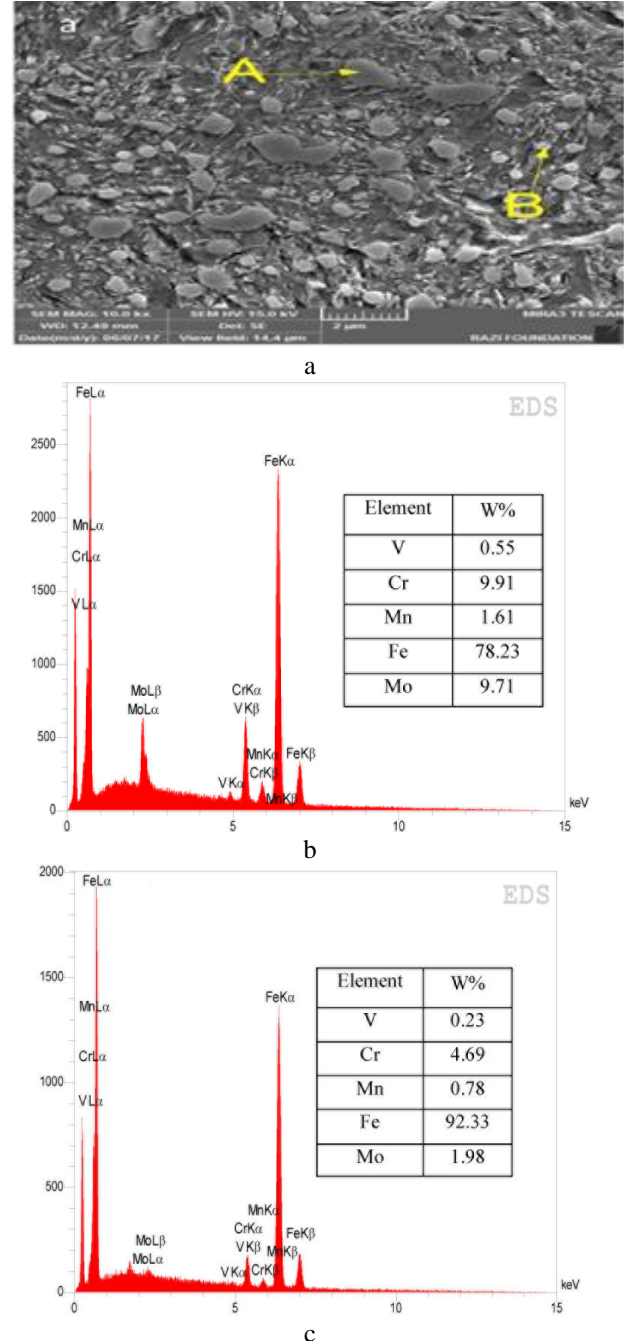 a
A
B
SEM MAG: 10.0 kx
SEM HV: 15.0 kV
MIRA3 TESCAN
WD: 12.49 mm
Det: SE
2 µm
Date(m/d/y): 06/07/17
View field: 14.4 µm
RAZI FOUNDATION
a
EDS
FeLα
2500
FeKα
Element W%
V 0.55
Cr 9.91
Mn 1.61
Fe 78.23
Mo 9.71
2000
MnLα
CrLα
1500
VLα
1000
MoLβ
MoLα
CrKα
VKβ
500
MnKα
FeKβ
CrKβ
VKα
MnKβ
0
keV
0 5 10 15
b
2000
FeLα
EDS
Element W%
V 0.23
Cr 4.69
Mn 0.78
Fe 92.33
Mo 1.98
FeKα
1500
MnLα
CrLα
1000
VLα
500
MnKα
CrKα
FeKβ
MoLβ
VKβ
MnKβ
MoLα
VKα
CrKβ
0
keV
0 5 10 15
c